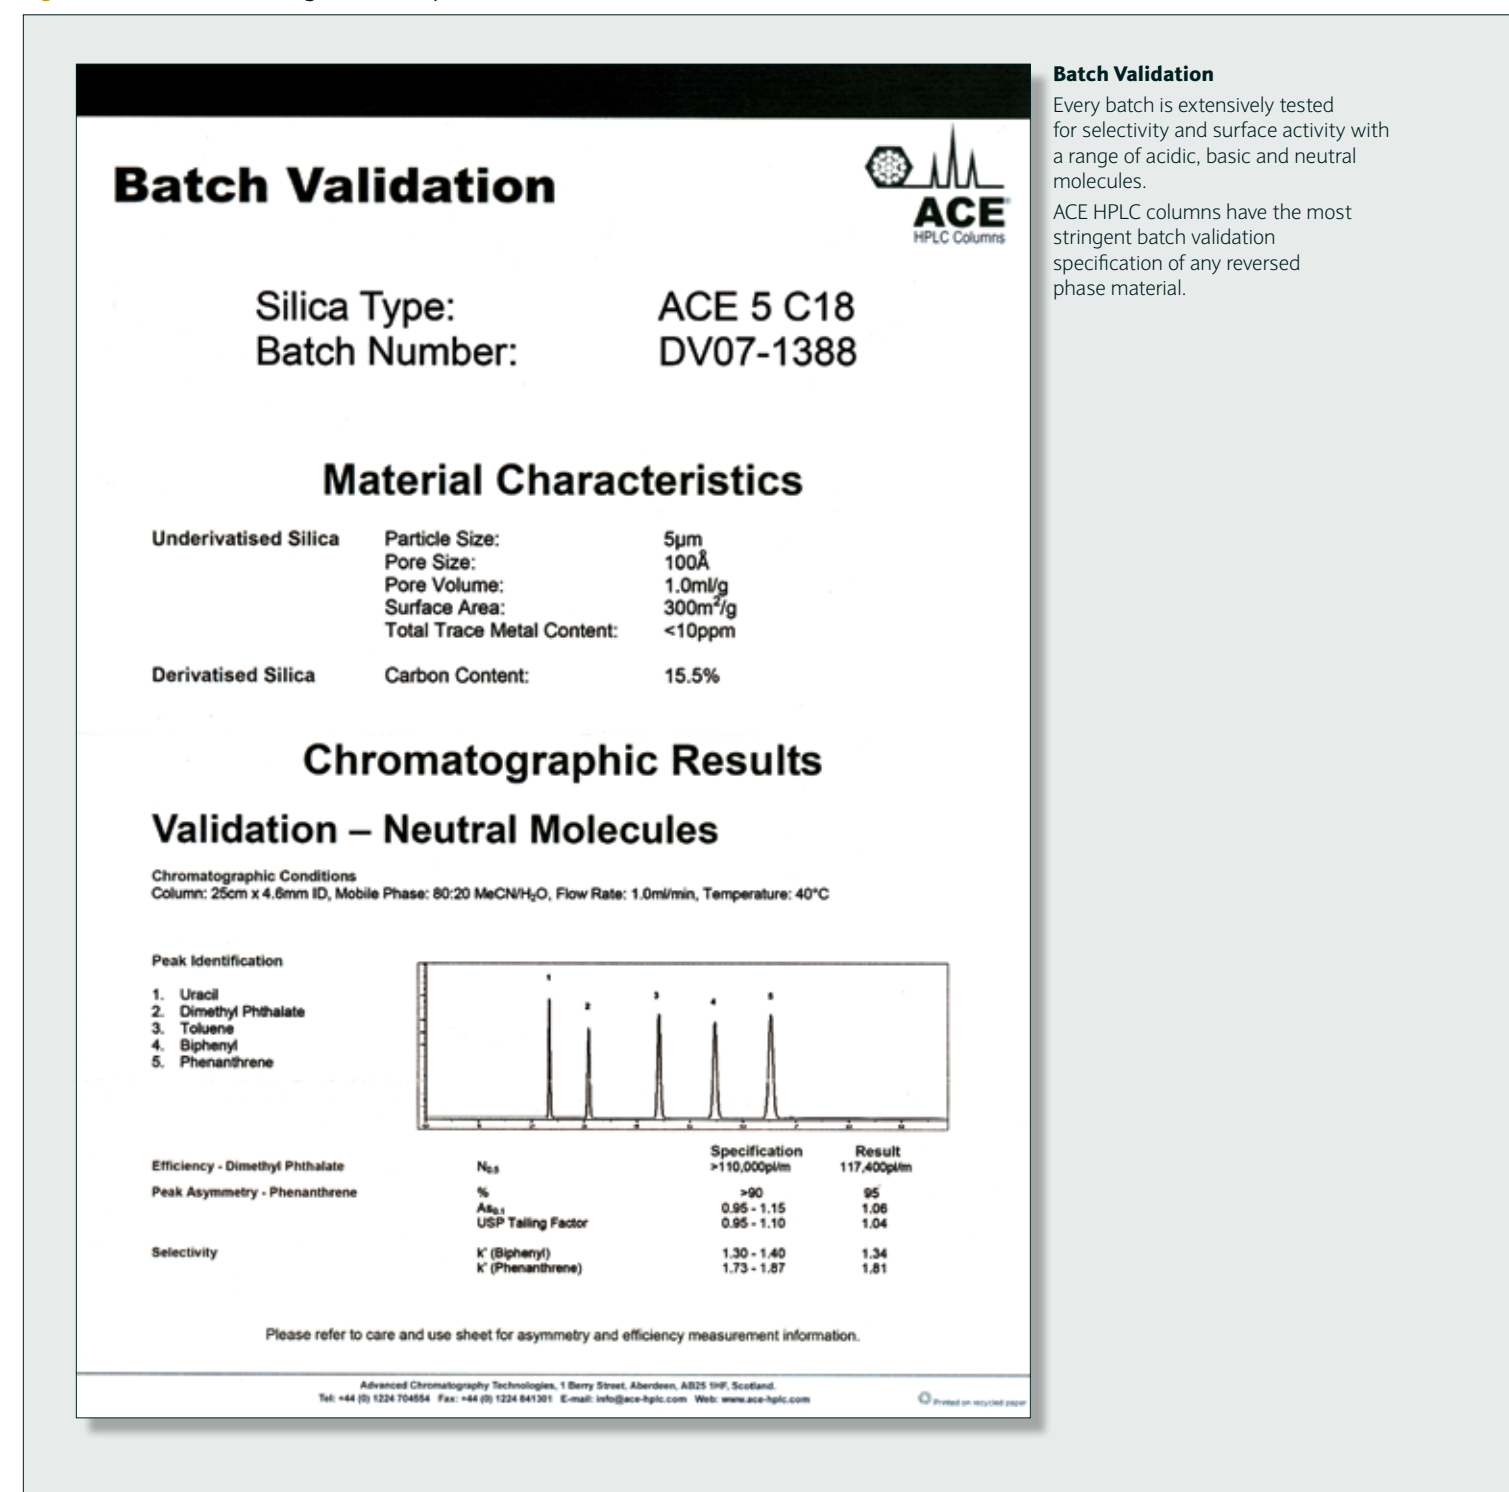 Batch Validation
ACE
HPLC Columns
Silica Type: ACE 5 C18
Batch Number: DV07-1388
Material Characteristics
Underivatised Silica Particle Size: 5µm
Pore Size: 100Å
Pore Volume: 1.0ml/g
Surface Area: 300m²/g
Total Trace Metal Content: <10ppm
Derivatised Silica Carbon Content: 15.5%
Chromatographic Results
Validation – Neutral Molecules
Chromatographic Conditions
Column: 25cm x 4.6mm ID, Mobile Phase: 80:20 MeCN/H₂O, Flow Rate: 1.0ml/min, Temperature: 40°C
Peak Identification
1. Uracil
2. Dimethyl Phthalate
3. Toluene
4. Biphenyl
5. Phenanthrene
1
2
3
4
5
Specification Result
Efficiency - Dimethyl Phthalate N₀.₅ >110,000pl/m 117,400pl/m
Peak Asymmetry - Phenanthrene % >90 95
As₀.₁ 0.95 - 1.15 1.06
USP Tailing Factor 0.95 - 1.10 1.04
Selectivity k' (Biphenyl) 1.30 - 1.40 1.34
k' (Phenanthrene) 1.73 - 1.87 1.81
Please refer to care and use sheet for asymmetry and efficiency measurement information.
Advanced Chromatography Technologies, 1 Berry Street, Aberdeen, AB25 1HF, Scotland.
Tel: +44 (0) 1224 704554 Fax: +44 (0) 1224 641301 E-mail: info@ace-hplc.com Web: www.ace-hplc.com
Printed on recycled paper
Batch Validation
Every batch is extensively tested
for selectivity and surface activity with
a range of acidic, basic and neutral
molecules.
ACE HPLC columns have the most
stringent batch validation
specification of any reversed
phase material.